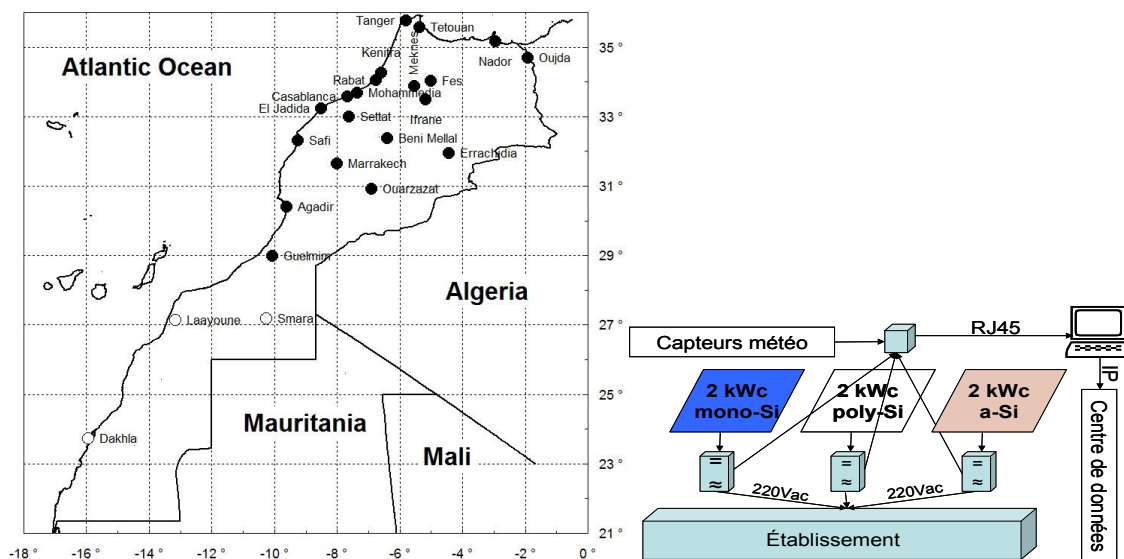 Tanger
Tetouan
35 °
Kenitra
Meknes
Nador
Oujda
Atlantic Ocean
Rabat
Fes
Casablanca
Mohammedia
El Jadida
Settat
Ifrane
33 °
Safi
Beni Mellal
Errachidia
Marrakech
31 °
Ouarzazat
Agadir
Guelmim
29 °
Algeria
Laayoune
Smara
27 °
25 °
Mauritania
Dakhla
Mali
23 °
21 °
-18 °
-16 °
-14 °
-12 °
-10 °
-8 °
-6 °
-4 °
-2 °
0 °
Capteurs météo
RJ45
IP
2 kWc
mono-Si
2 kWc
poly-Si
2 kWc
a-Si
=
≈
=
≈
=
≈
220Vac
220Vac
Établissement
Centre de données